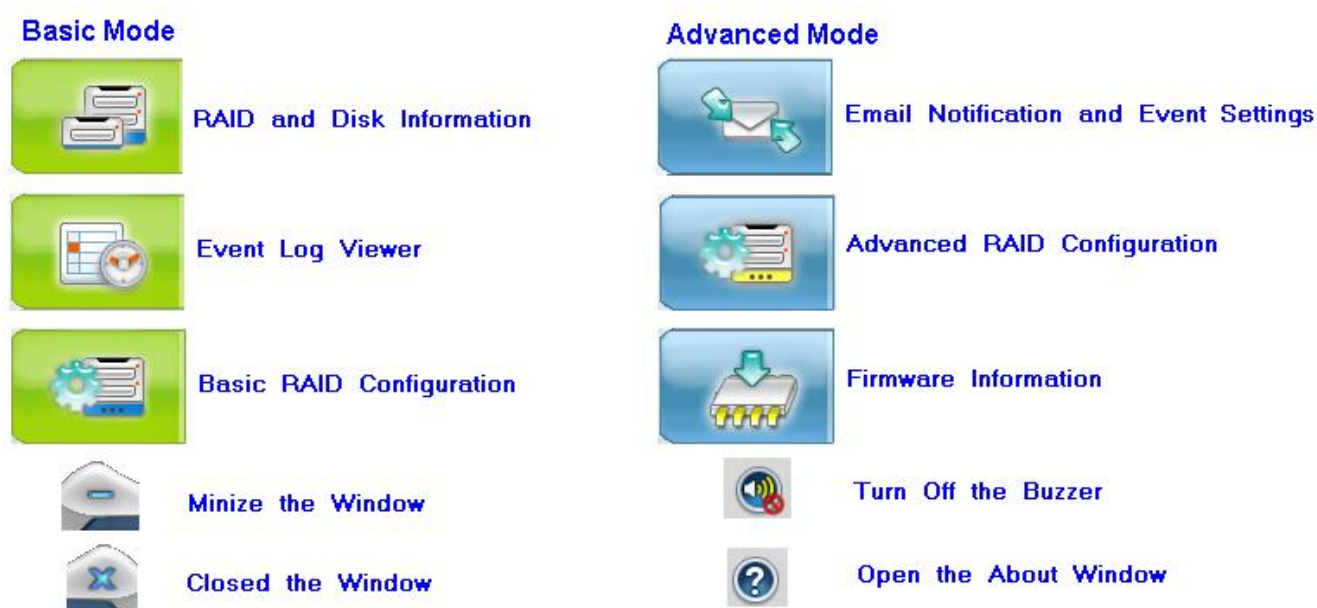 Basic Mode
RAID and Disk Information
Event Log Viewer
Basic RAID Configuration
Minize the Window
Closed the Window
Advanced Mode
Email Notification and Event Settings
Advanced RAID Configuration
Firmware Information
Turn Off the Buzzer
Open the About Window